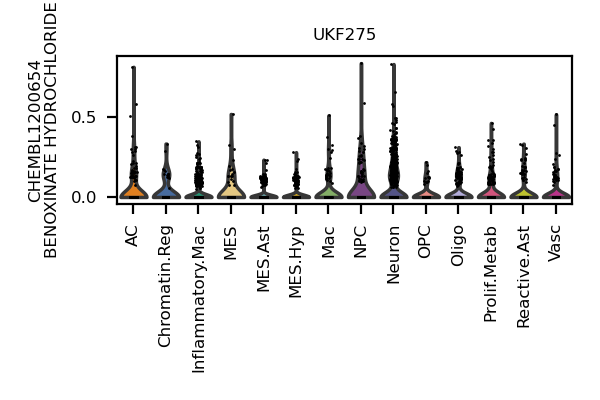 UKF275
CHEMBL1200654
BENOXINATE HYDROCHLORIDE
0.5
0.0
AC
Chromatin.Reg
Inflammatory.Mac
MES
MES.Ast
MES.Hyp
Mac
NPC
Neuron
OPC
Oligo
Prolif.Metab
Reactive.Ast
Vasc